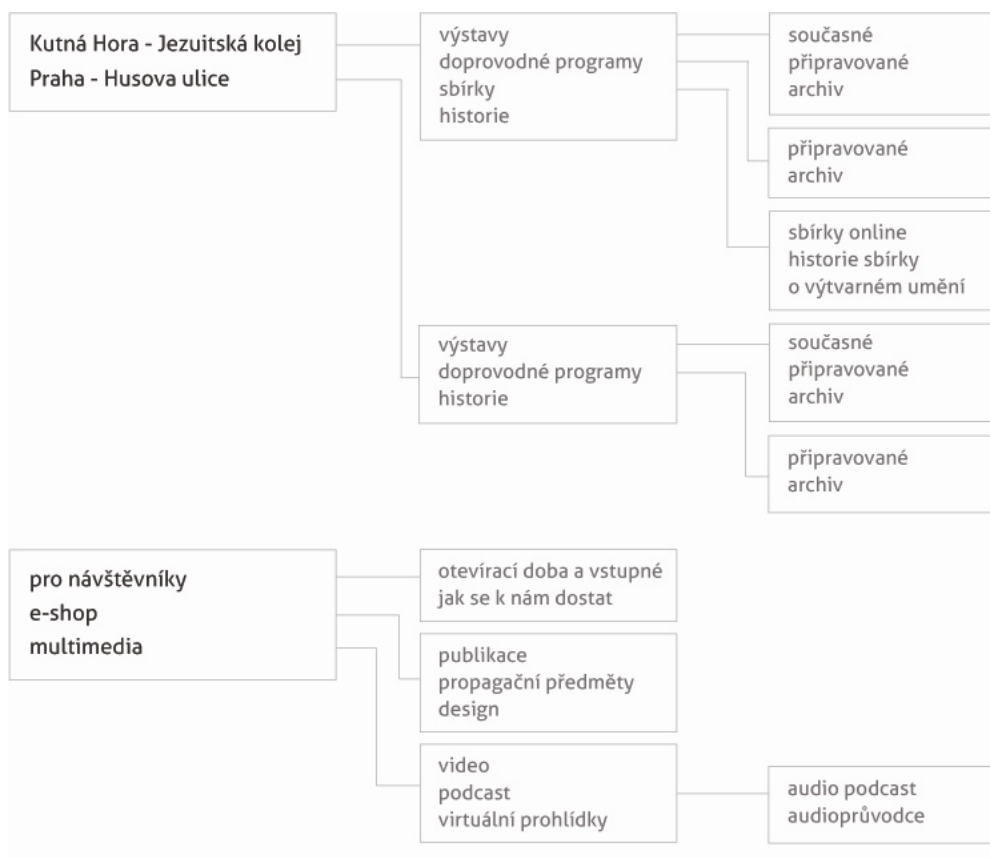 Kutná Hora - Jezuitská kolej
Praha - Husova ulice
výstavy
doprovodné programy
sbírky
historie
současné
připravované
archiv
připravované
archiv
sbírky online
historie sbírky
o výtvarném umění
výstavy
doprovodné programy
historie
současné
připravované
archiv
připravované
archiv
pro návštěvníky
e-shop
multimedia
otevírací doba a vstupné
jak se k nám dostat
publikace
propagační předměty
design
video
podcast
virtuální prohlídky
audio podcast
audioprůvodce